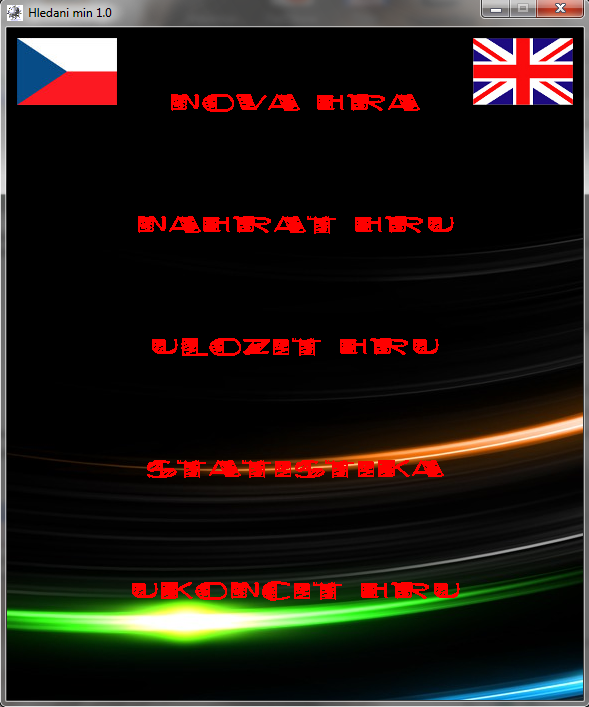 Hledani min 1.0
NOVA HRA
NAHRAT HRU
ULOZIT HRU
STATISTIKA
UKONCIT HRU